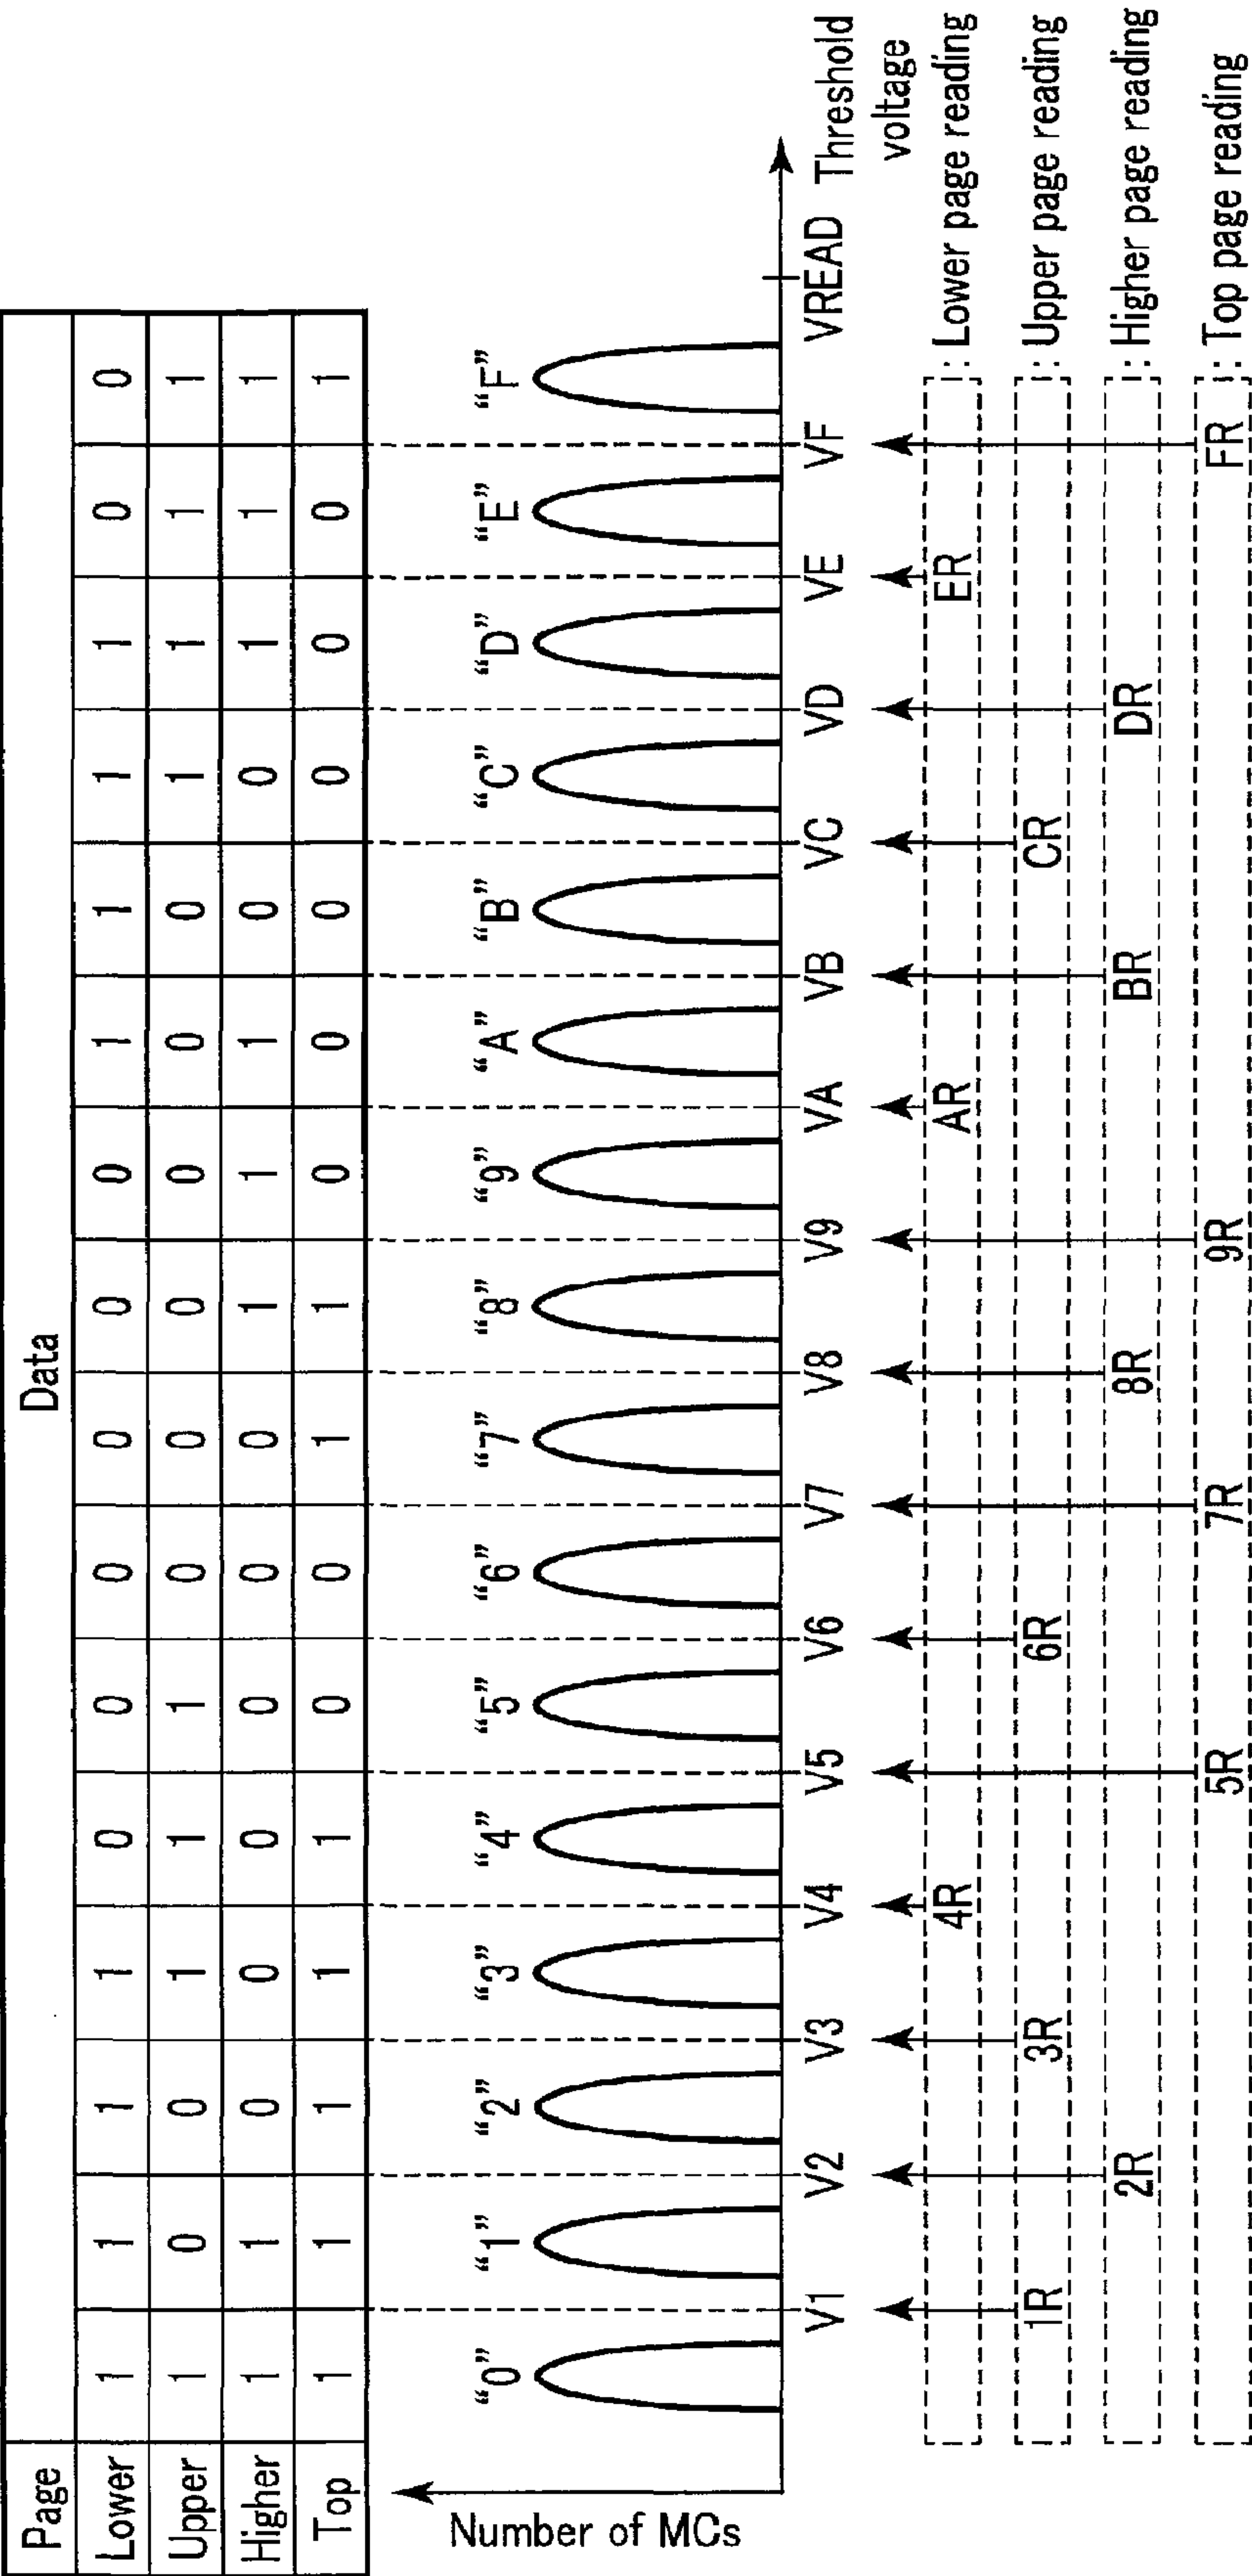 Page Data
Lower 1 1 1 1 0 0 0 0 0 0 1 1 1 1 0 0
Upper 1 0 0 1 1 1 0 0 0 0 0 0 1 1 1 1
Higher 1 1 0 0 0 0 0 0 1 1 1 0 0 1 1 1
Top 1 1 1 1 1 0 0 1 1 0 0 0 0 0 0 1
“0” “1” “2” “3” “4” “5” “6” “7” “8” “9” “A” “B” “C” “D” “E” “F”
Number of MCs
V1 V2 V3 V4 V5 V6 V7 V8 V9 VA VB VC VD VE VF VREAD Threshold
voltage
4R AR ER : Lower page reading
1R 3R 6R CR : Upper page reading
2R 8R BR DR : Higher page reading
5R 7R 9R FR : Top page reading